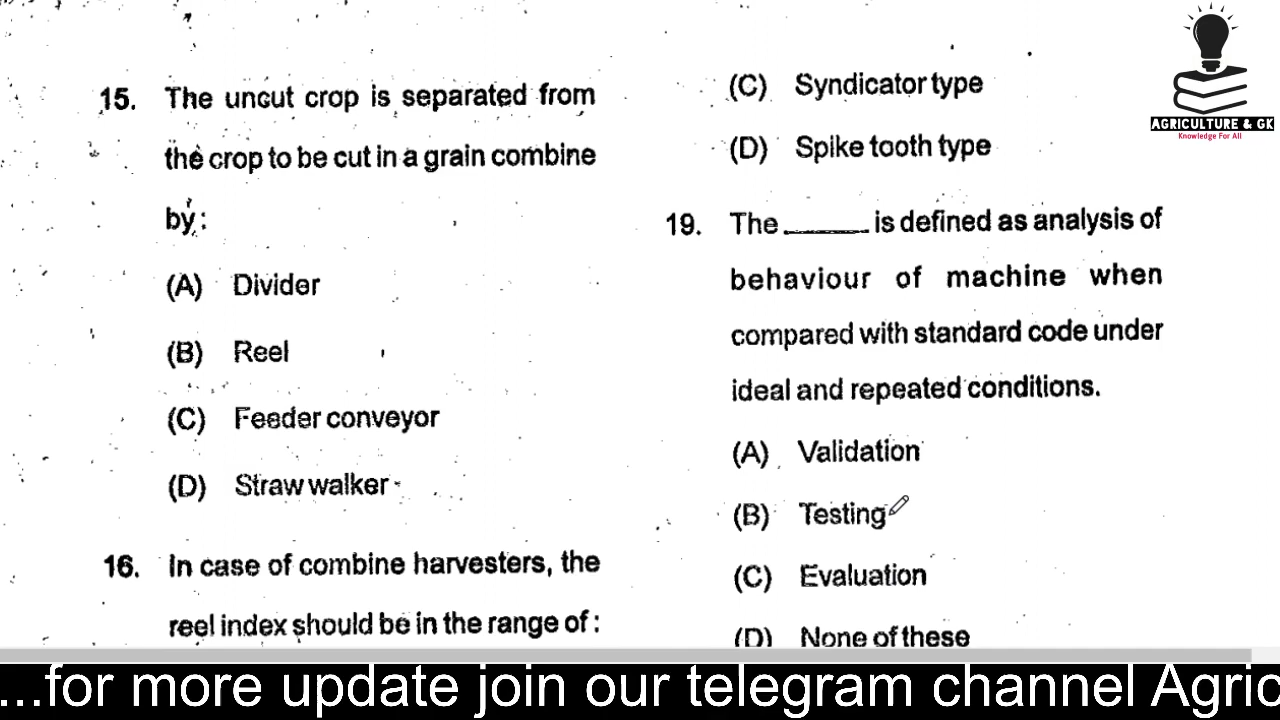 15. The uncut crop is separated from
the crop to be cut in a grain combine
by :
(A) Divider
(B) Reel
(C) Feeder conveyor
(D) Straw walker
16. In case of combine harvesters, the
reel index should be in the range of :
(C) Syndicator type
(D) Spike tooth type
19. The ______ is defined as analysis of
behaviour of machine when
compared with standard code under
ideal and repeated conditions.
(A) Validation
(B) Testing
(C) Evaluation
(D) None of these
AGRICULTURE & GK
Knowledge For All
...for more update join our telegram channel Agric